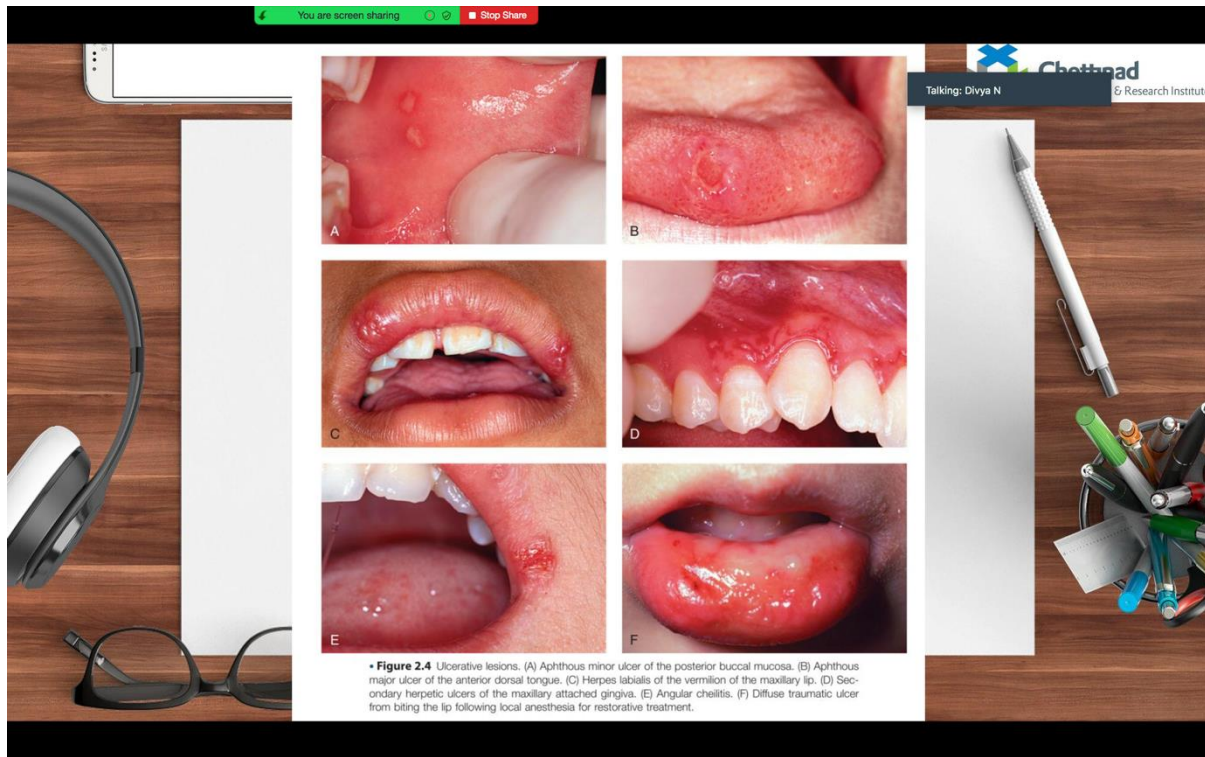 You are screen sharing
Stop Share
Chettinad
& Research Institut
Talking: Divya N
A
B
C
D
E
F
• Figure 2.4 Ulcerative lesions. (A) Aphthous minor ulcer of the posterior buccal mucosa. (B) Aphthous
major ulcer of the anterior dorsal tongue. (C) Herpes labialis of the vermilion of the maxillary lip. (D) Sec-
ondary herpetic ulcers of the maxillary attached gingiva. (E) Angular cheilitis. (F) Diffuse traumatic ulcer
from biting the lip following local anesthesia for restorative treatment.